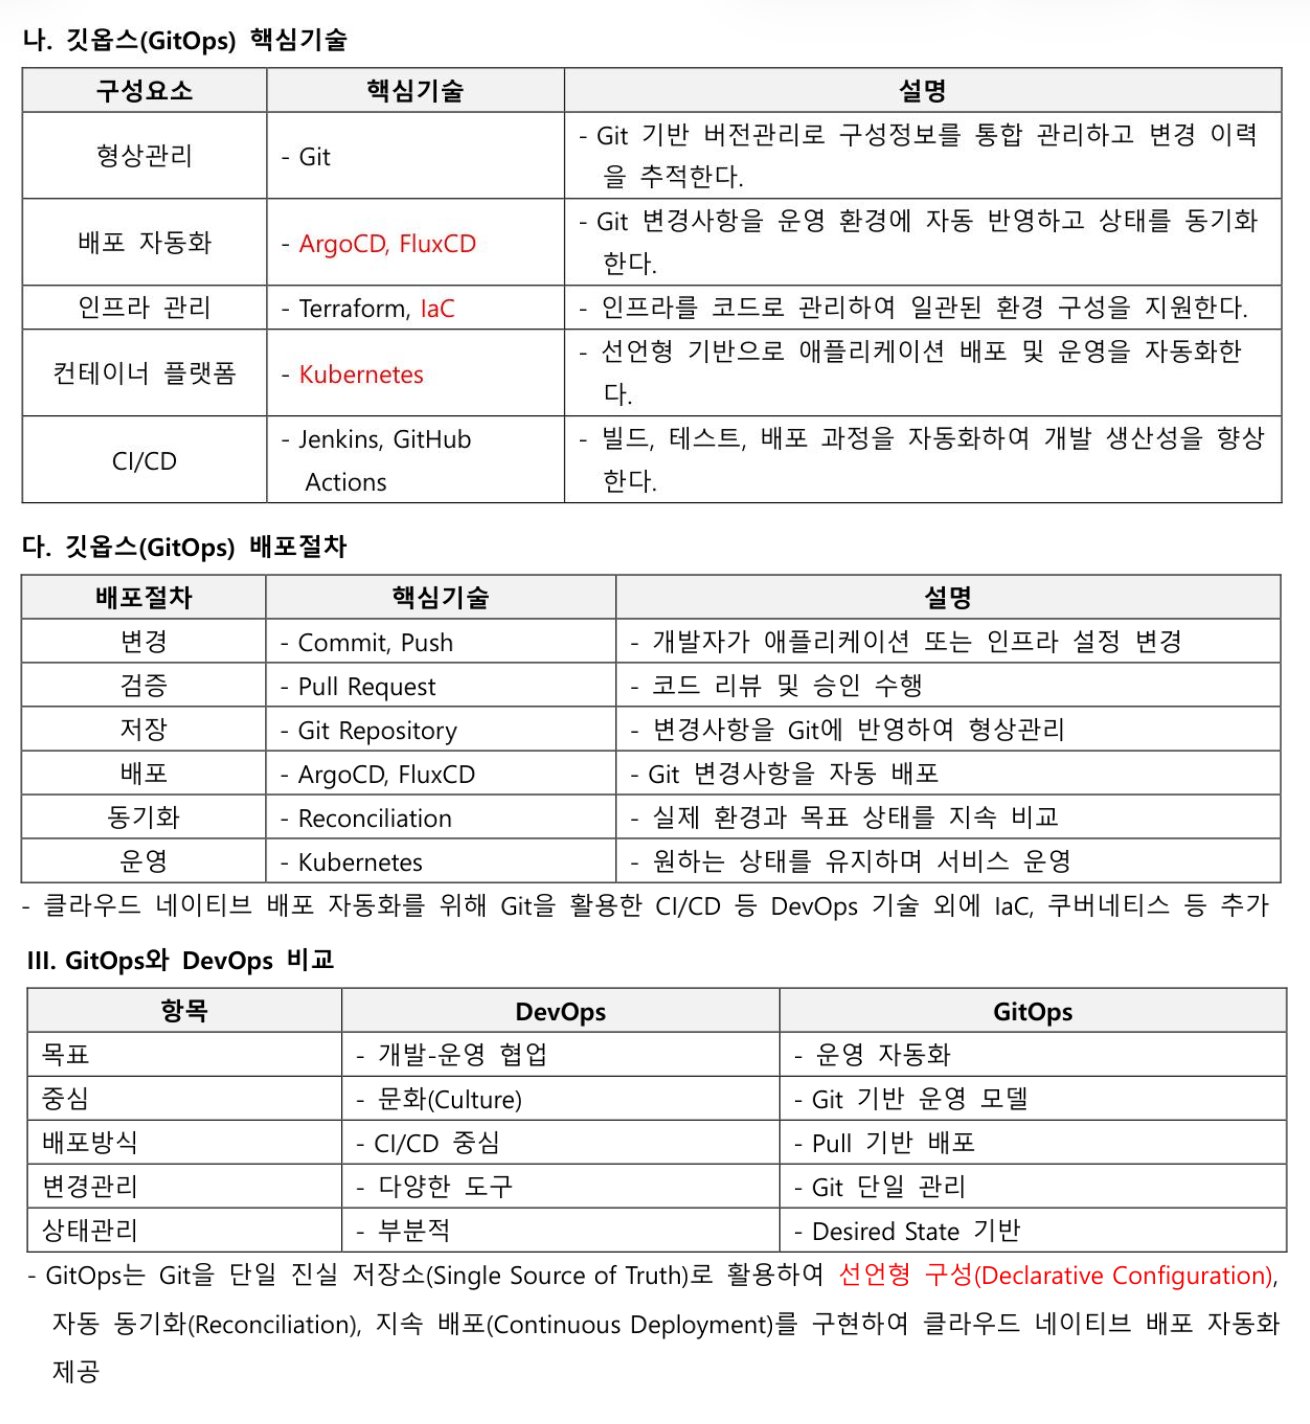 나. 깃옵스(GitOps) 핵심기술
구성요소 핵심기술 설명
형상관리 - Git - Git 기반 버전관리로 구성정보를 통합 관리하고 변경 이력
을 추적한다.
배포 자동화 - ArgoCD, FluxCD - Git 변경사항을 운영 환경에 자동 반영하고 상태를 동기화
한다.
인프라 관리 - Terraform, IaC - 인프라를 코드로 관리하여 일관된 환경 구성을 지원한다.
컨테이너 플랫폼 - Kubernetes - 선언형 기반으로 애플리케이션 배포 및 운영을 자동화한
다.
CI/CD - Jenkins, GitHub
Actions
- 빌드, 테스트, 배포 과정을 자동화하여 개발 생산성을 향상
한다.
다. 깃옵스(GitOps) 배포절차
배포절차 핵심기술 설명
변경 - Commit, Push - 개발자가 애플리케이션 또는 인프라 설정 변경
검증 - Pull Request - 코드 리뷰 및 승인 수행
저장 - Git Repository - 변경사항을 Git에 반영하여 형상관리
배포 - ArgoCD, FluxCD - Git 변경사항을 자동 배포
동기화 - Reconciliation - 실제 환경과 목표 상태를 지속 비교
운영 - Kubernetes - 원하는 상태를 유지하며 서비스 운영
- 클라우드 네이티브 배포 자동화를 위해 Git을 활용한 CI/CD 등 DevOps 기술 외에 IaC, 쿠버네티스 등 추가
III. GitOps와 DevOps 비교
항목 DevOps GitOps
목표 - 개발-운영 협업 - 운영 자동화
중심 - 문화(Culture) - Git 기반 운영 모델
배포방식 - CI/CD 중심 - Pull 기반 배포
변경관리 - 다양한 도구 - Git 단일 관리
상태관리 - 부분적 - Desired State 기반
- GitOps는 Git을 단일 진실 저장소(Single Source of Truth)로 활용하여 선언형 구성(Declarative Configuration),
자동 동기화(Reconciliation), 지속 배포(Continuous Deployment)를 구현하여 클라우드 네이티브 배포 자동화
제공